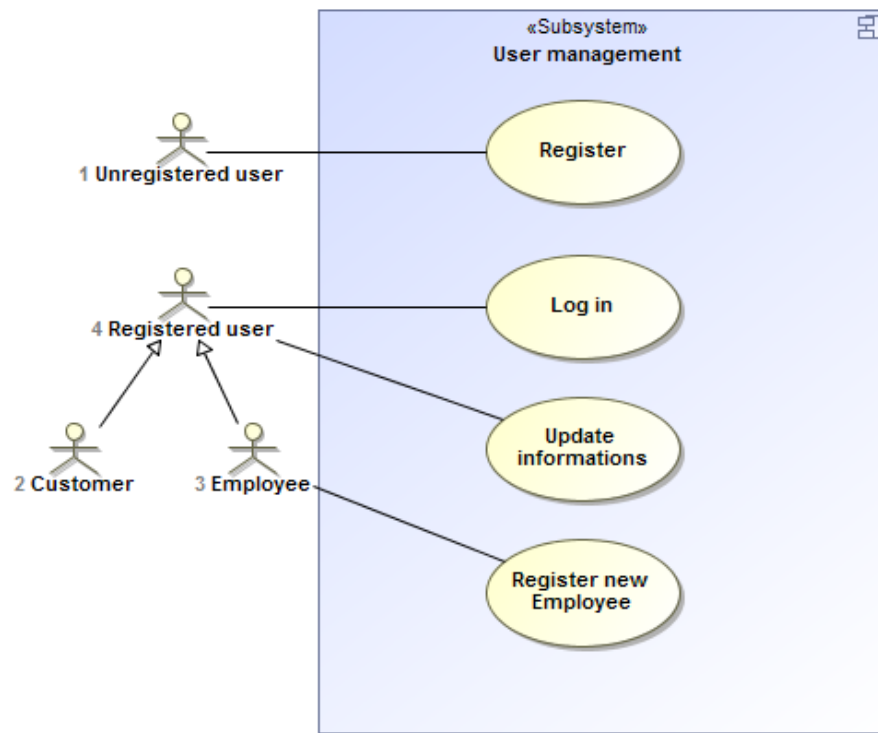 «Subsystem»
User management
Register
1 Unregistered user
Log in
4 Registered user
Update
informations
2 Customer
3 Employee
Register new
Employee